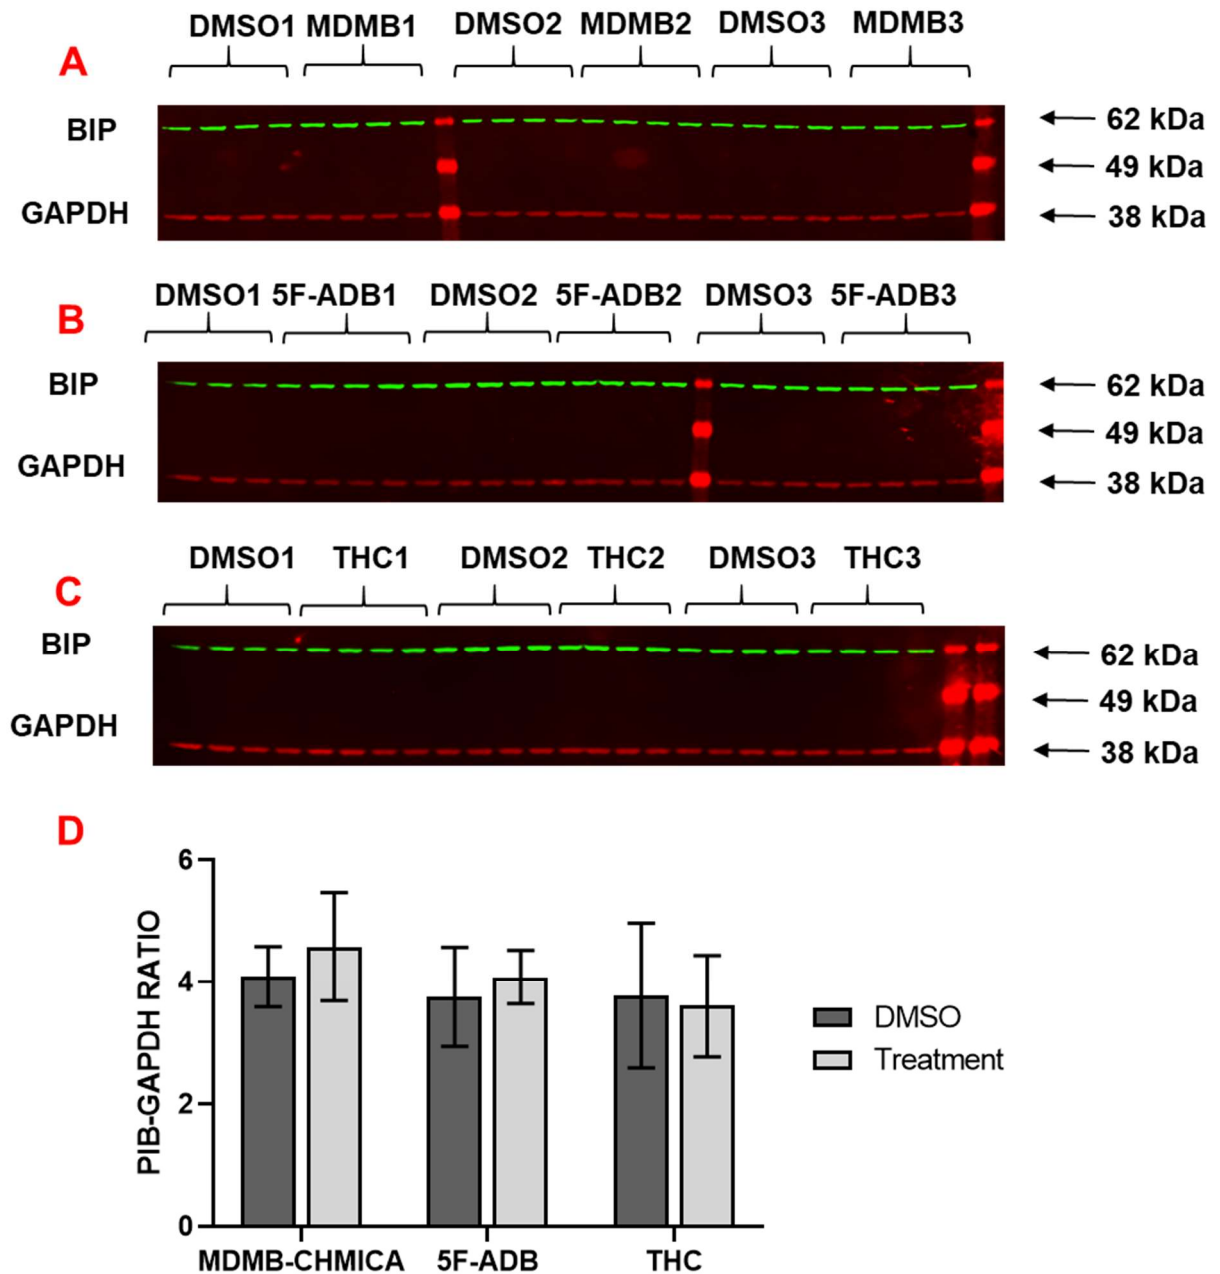 A
DMSO1 MDMB1 DMSO2 MDMB2 DMSO3 MDMB3
BIP
62 kDa
49 kDa
GAPDH
38 kDa
B
DMSO1 5F-ADB1 DMSO2 5F-ADB2 DMSO3 5F-ADB3
BIP
62 kDa
49 kDa
GAPDH
38 kDa
C
DMSO1 THC1 DMSO2 THC2 DMSO3 THC3
BIP
62 kDa
49 kDa
GAPDH
38 kDa
D
PIB-GAPDH RATIO
6
4
2
0
MDMB-CHMICA 5F-ADB THC
DMSO
Treatment